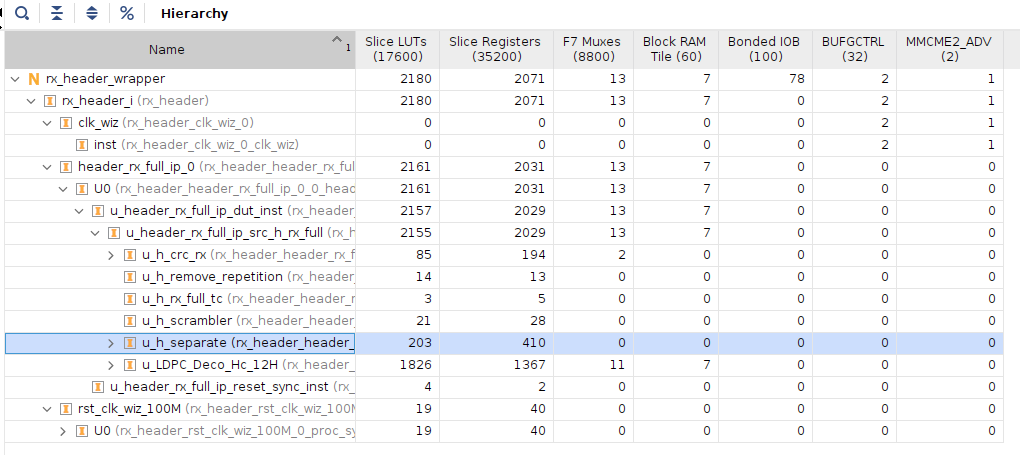 Hierarchy
Name 1 Slice LUTs (17600) Slice Registers (35200) F7 Muxes (8800) Block RAM Tile (60) Bonded IOB (100) BUFGCTRL (32) MMCME2_ADV (2)
N rx_header_wrapper 2180 2071 13 7 78 2 1
rx_header_i (rx_header) 2180 2071 13 7 0 2 1
clk_wiz (rx_header_clk_wiz_0) 0 0 0 0 0 2 1
inst (rx_header_clk_wiz_0_clk_wiz) 0 0 0 0 0 2 1
header_rx_full_ip_0 (rx_header_header_rx_ful 2161 2031 13 7 0 0 0
U0 (rx_header_header_rx_full_ip_0_0_head 2161 2031 13 7 0 0 0
u_header_rx_full_ip_dut_inst (rx_header_ 2157 2029 13 7 0 0 0
u_header_rx_full_ip_src_h_rx_full (rx_h 2155 2029 13 7 0 0 0
u_h_crc_rx (rx_header_header_rx_f 85 194 2 0 0 0 0
u_h_remove_repetition (rx_header_ 14 13 0 0 0 0 0
u_h_rx_full_tc (rx_header_header_r 3 5 0 0 0 0 0
u_h_scrambler (rx_header_header_ 21 28 0 0 0 0 0
u_h_separate (rx_header_header_ 203 410 0 0 0 0 0
u_LDPC_Deco_Hc_12H (rx_header_ 1826 1367 11 7 0 0 0
u_header_rx_full_ip_reset_sync_inst (rx_ 4 2 0 0 0 0 0
rst_clk_wiz_100M (rx_header_rst_clk_wiz_100M 19 40 0 0 0 0 0
U0 (rx_header_rst_clk_wiz_100M_0_proc_sy 19 40 0 0 0 0 0